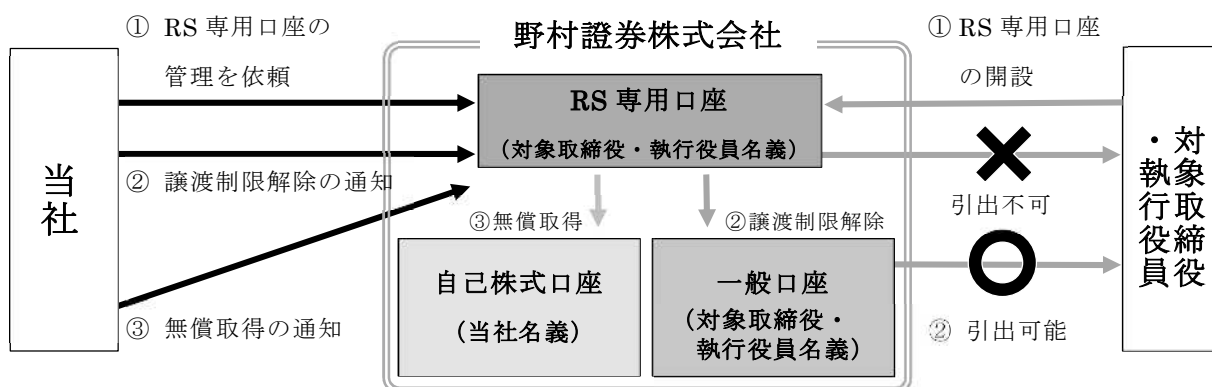 ① RS 専用口座の
管理を依頼
② 譲渡制限解除の通知
③ 無償取得の通知
当社
野村證券株式会社
RS 専用口座
(対象取締役・執行役員名義)
③無償取得
②譲渡制限解除
自己株式口座
(当社名義)
一般口座
(対象取締役・
執行役員名義)
① RS 専用口座
の開設
引出不可
② 引出可能
対象取締役
・執行役員